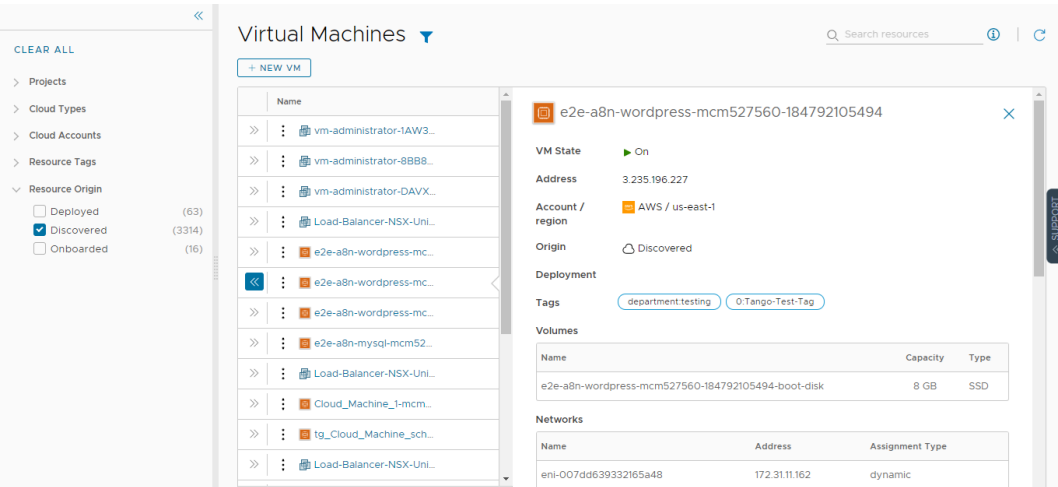 CLEAR ALL
Projects
Cloud Types
Cloud Accounts
Resource Tags
Resource Origin
Deployed (63)
Discovered (3314)
Onboarded (16)
Virtual Machines
Search resources
+ NEW VM
Name
vm-administrator-1AW3...
vm-administrator-8BB8...
vm-administrator-DAVX...
Load-Balancer-NSX-Uni...
e2e-a8n-wordpress-mc...
e2e-a8n-wordpress-mc...
e2e-a8n-wordpress-mc...
e2e-a8n-mysql-mcm52...
Load-Balancer-NSX-Uni...
Cloud_Machine_1-mcm...
tg_Cloud_Machine_sch...
Load-Balancer-NSX-Uni...
e2e-a8n-wordpress-mcm527560-184792105494
VM State On
Address 3.235.196.227
Account / region AWS / us-east-1
Origin Discovered
Deployment
Tags department:testing 0:Tango-Test-Tag
Volumes
Name Capacity Type
e2e-a8n-wordpress-mcm527560-184792105494-boot-disk 8 GB SSD
Networks
Name Address Assignment Type
eni-007dd639332165a48 172.31.11.162 dynamic
SUPPORT